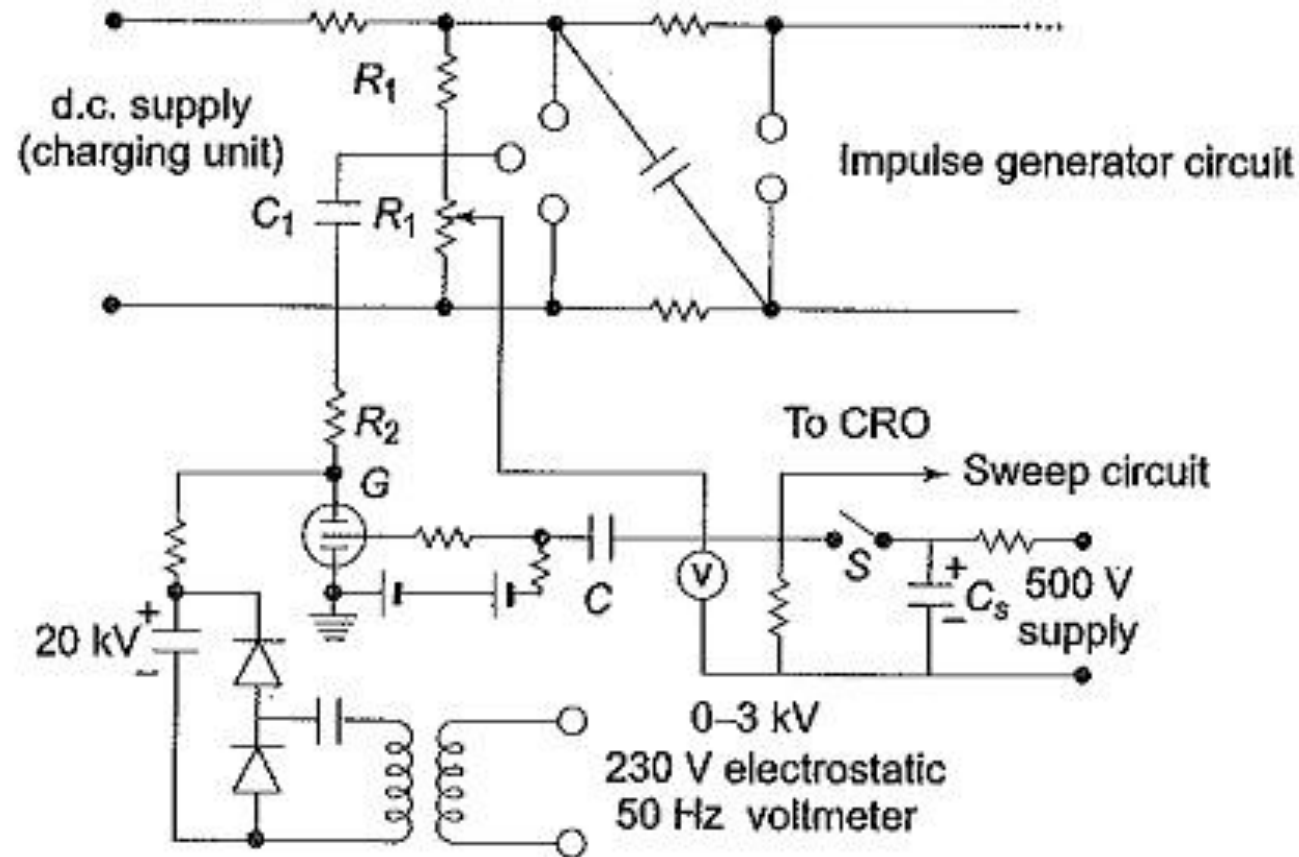 R1
d.c. supply
(charging unit)
Impulse generator circuit
C1
R1
R2
To CRO
Sweep circuit
G
S
V
C
+
Cs
−
500 V
supply
+
20 kV
−
0–3 kV
230 V electrostatic
50 Hz voltmeter